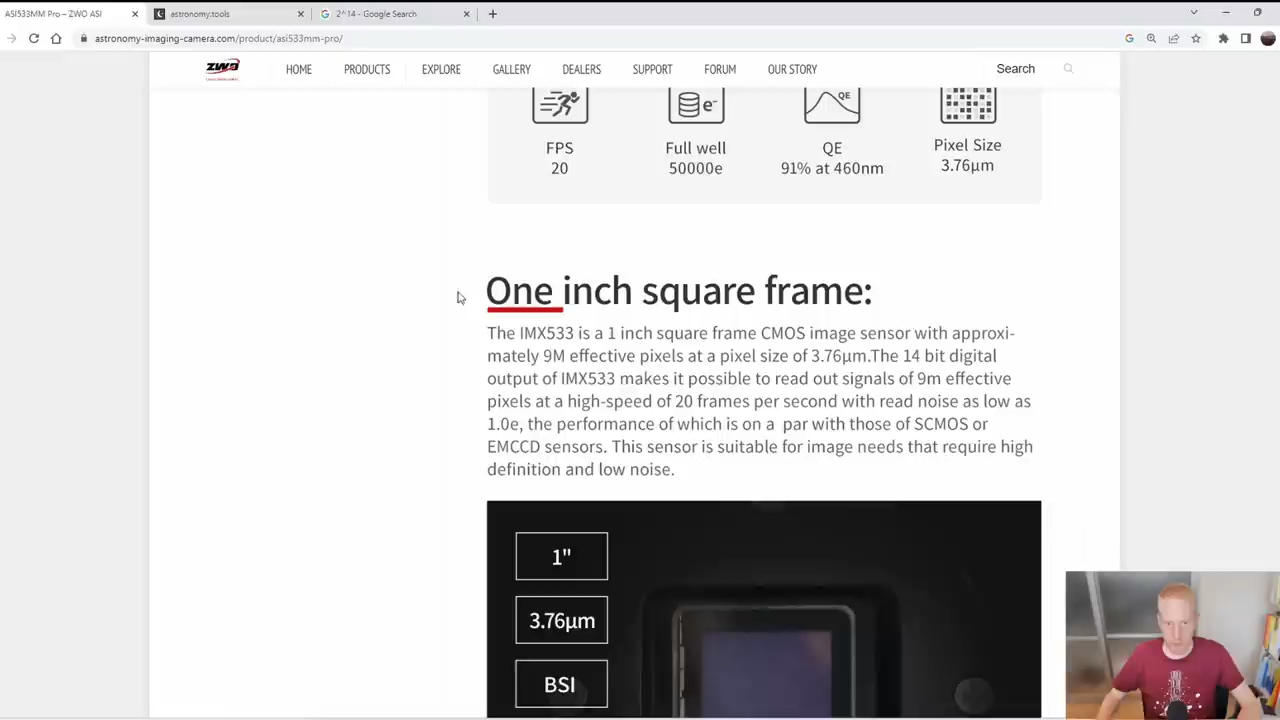 ASI533MM Pro – ZWO ASI
astronomy.tools
2^14 - Google Search
astronomy-imaging-camera.com/product/asi533mm-pro/
ZWO
HOME
PRODUCTS
EXPLORE
GALLERY
DEALERS
SUPPORT
FORUM
OUR STORY
Search
e-
QE
FPS
20
Full well
50000e
QE
91% at 460nm
Pixel Size
3.76µm
One inch square frame:
The IMX533 is a 1 inch square frame CMOS image sensor with approxi-
mately 9M effective pixels at a pixel size of 3.76µm.The 14 bit digital
output of IMX533 makes it possible to read out signals of 9m effective
pixels at a high-speed of 20 frames per second with read noise as low as
1.0e, the performance of which is on a par with those of SCMOS or
EMCCD sensors. This sensor is suitable for image needs that require high
definition and low noise.
1"
3.76µm
BSI